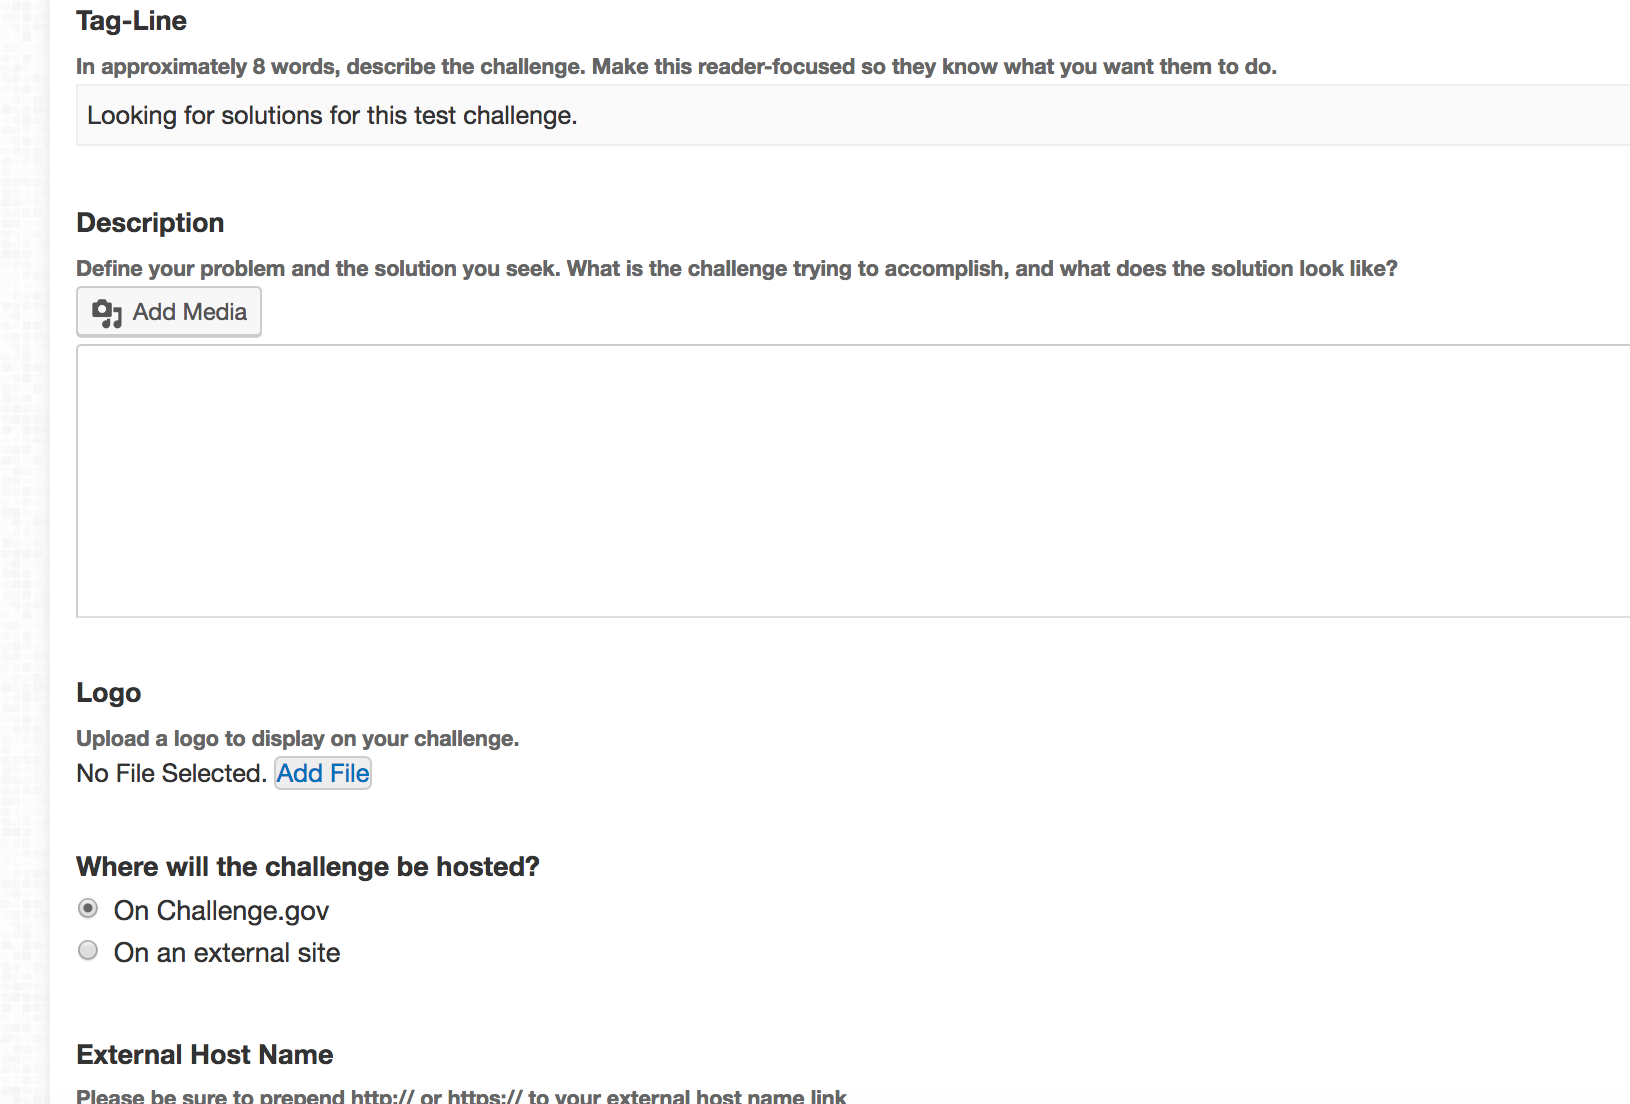 Tag-Line
In approximately 8 words, describe the challenge. Make this reader-focused so they know what you want them to do.
Looking for solutions for this test challenge.
Description
Define your problem and the solution you seek. What is the challenge trying to accomplish, and what does the solution look like?
Add Media
Logo
Upload a logo to display on your challenge.
No File Selected. Add File
Where will the challenge be hosted?
On Challenge.gov
On an external site
External Host Name
Please be sure to prepend http:// or https:// to your external host name link